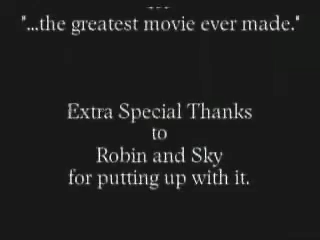 "...the greatest movie ever made."
Extra Special Thanks
to
Robin and Sky
for putting up with it.